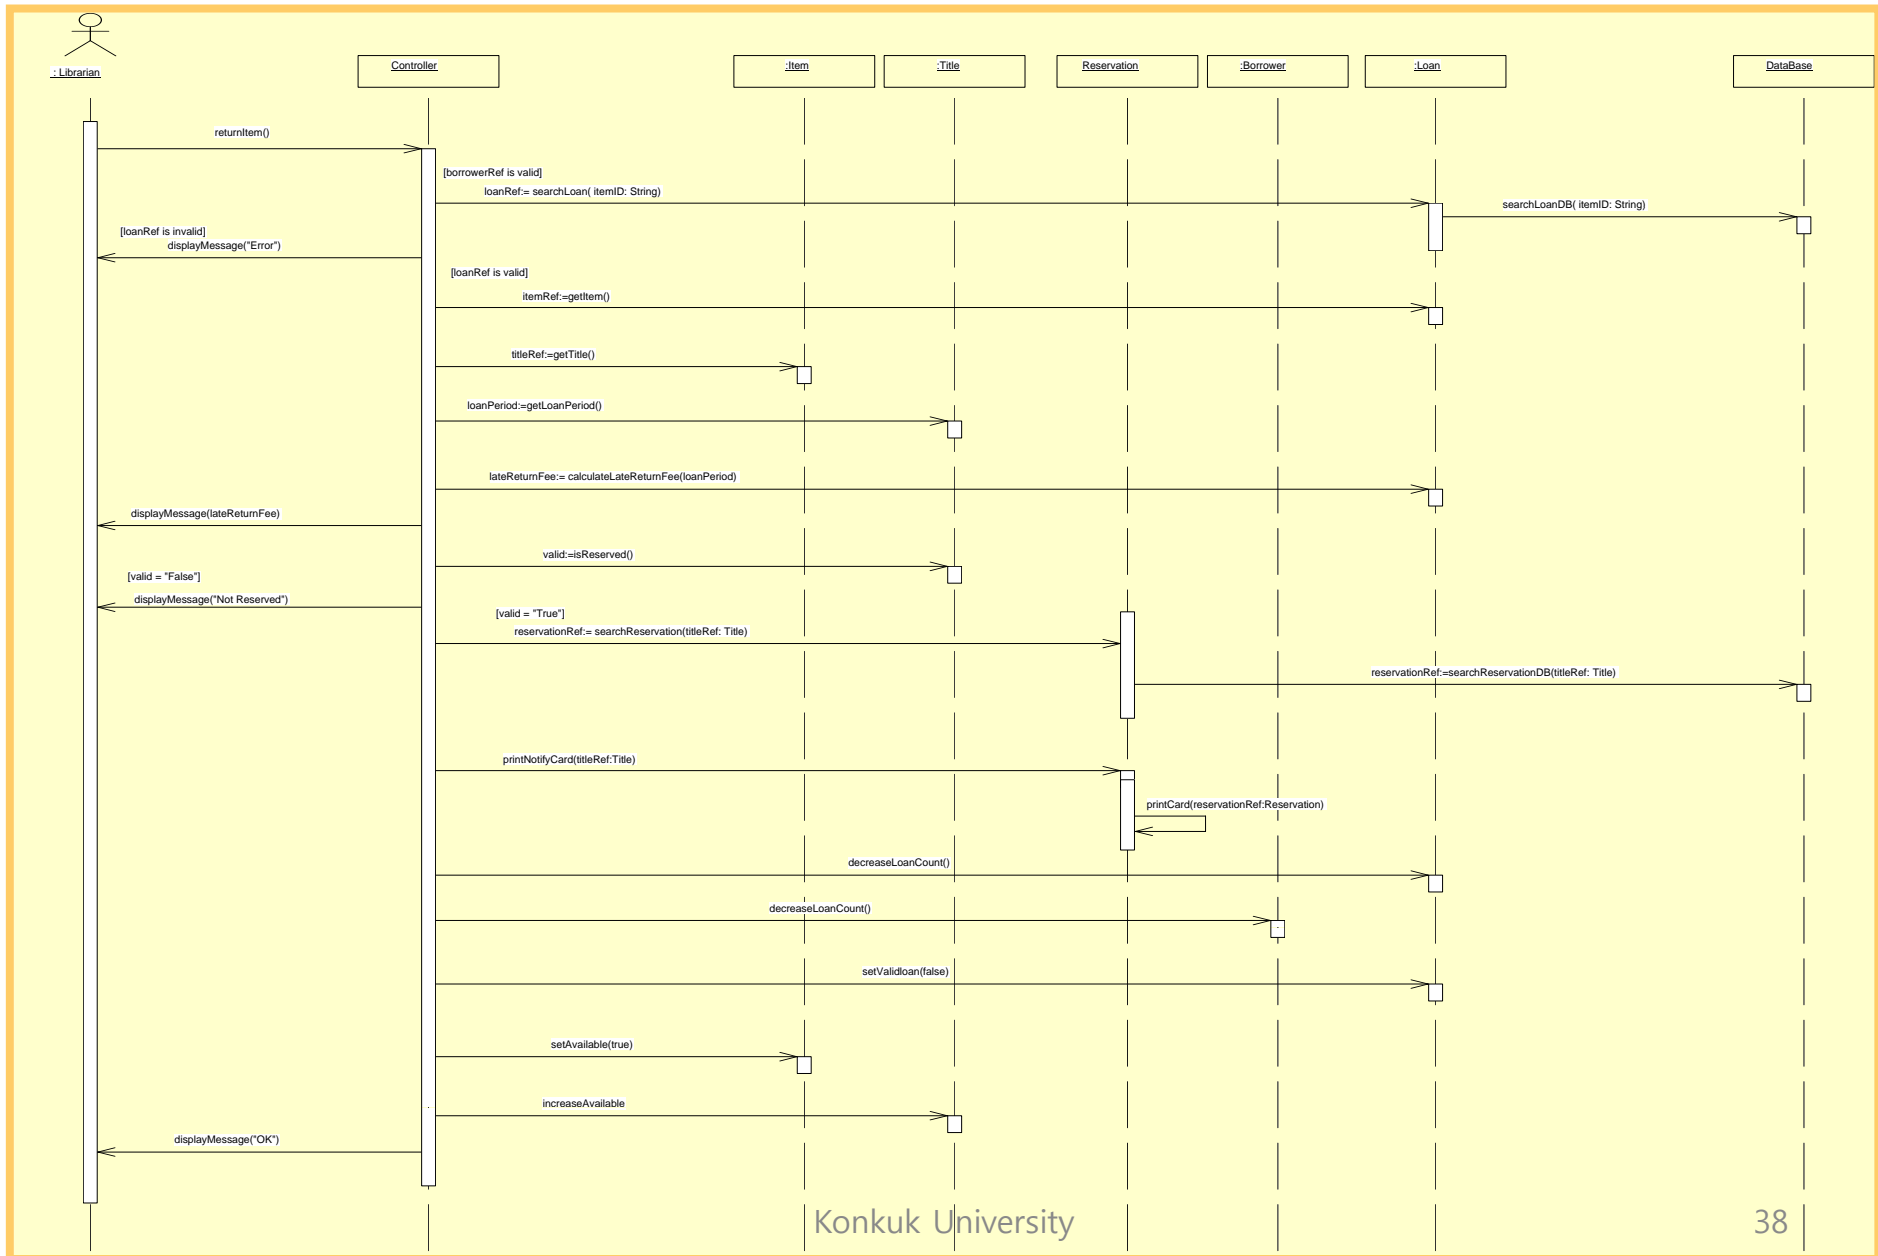 : Librarian
Controller
:Item
:Title
Reservation
:Borrower
:Loan
DataBase
returnItem()
[borrowerRef is valid]
loanRef:= searchLoan( itemID: String)
searchLoanDB( itemID: String)
[loanRef is invalid]
displayMessage("Error")
[loanRef is valid]
itemRef:=getItem()
titleRef:=getTitle()
loanPeriod:=getLoanPeriod()
lateReturnFee:= calculateLateReturnFee(loanPeriod)
displayMessage(lateReturnFee)
valid:=isReserved()
[valid = "False"]
displayMessage("Not Reserved")
[valid = "True"]
reservationRef:= searchReservation(titleRef: Title)
reservationRef:=searchReservationDB(titleRef: Title)
printNotifyCard(titleRef:Title)
printCard(reservationRef:Reservation)
decreaseLoanCount()
decreaseLoanCount()
setValidloan(false)
setAvailable(true)
increaseAvailable
displayMessage("OK")
Konkuk University
38